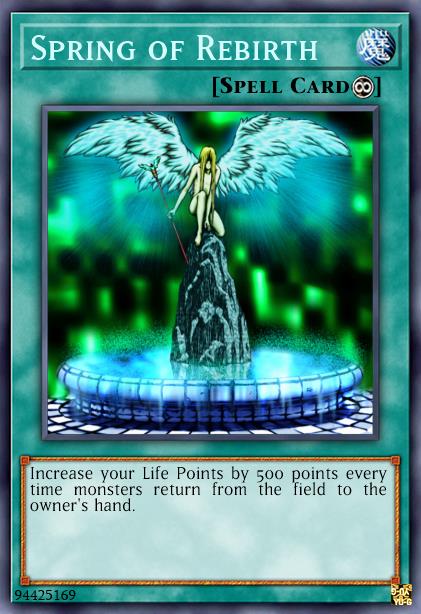 Spring of Rebirth
魔
[Spell Card]
Increase your Life Points by 500 points every
time monsters return from the field to the
owner's hand.
94425169